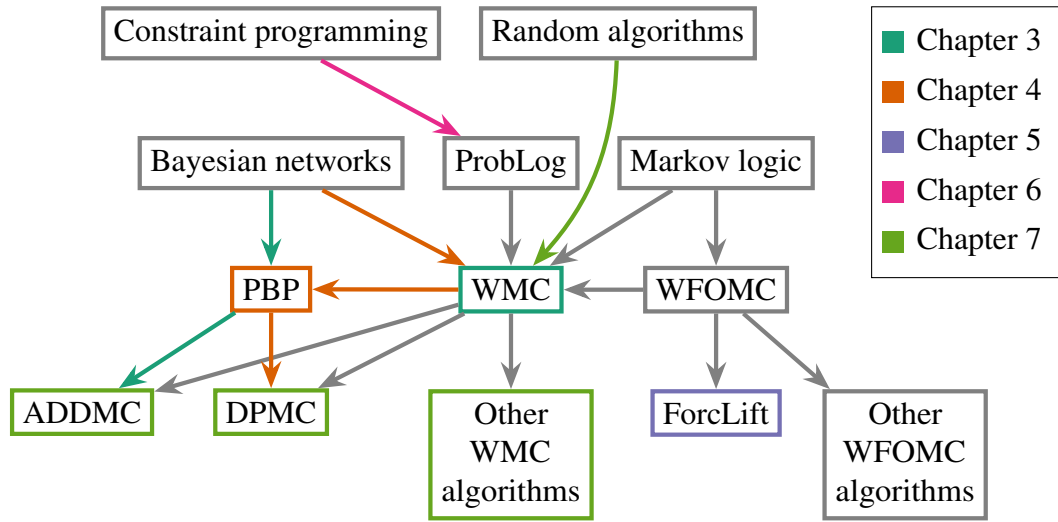 Constraint programming
Random algorithms
Chapter 3
Chapter 4
Chapter 5
Chapter 6
Chapter 7
Bayesian networks
ProbLog
Markov logic
PBP
WMC
WFOMC
ADDMC
DPMC
Other
WMC
algorithms
ForcLift
Other
WFOMC
algorithms